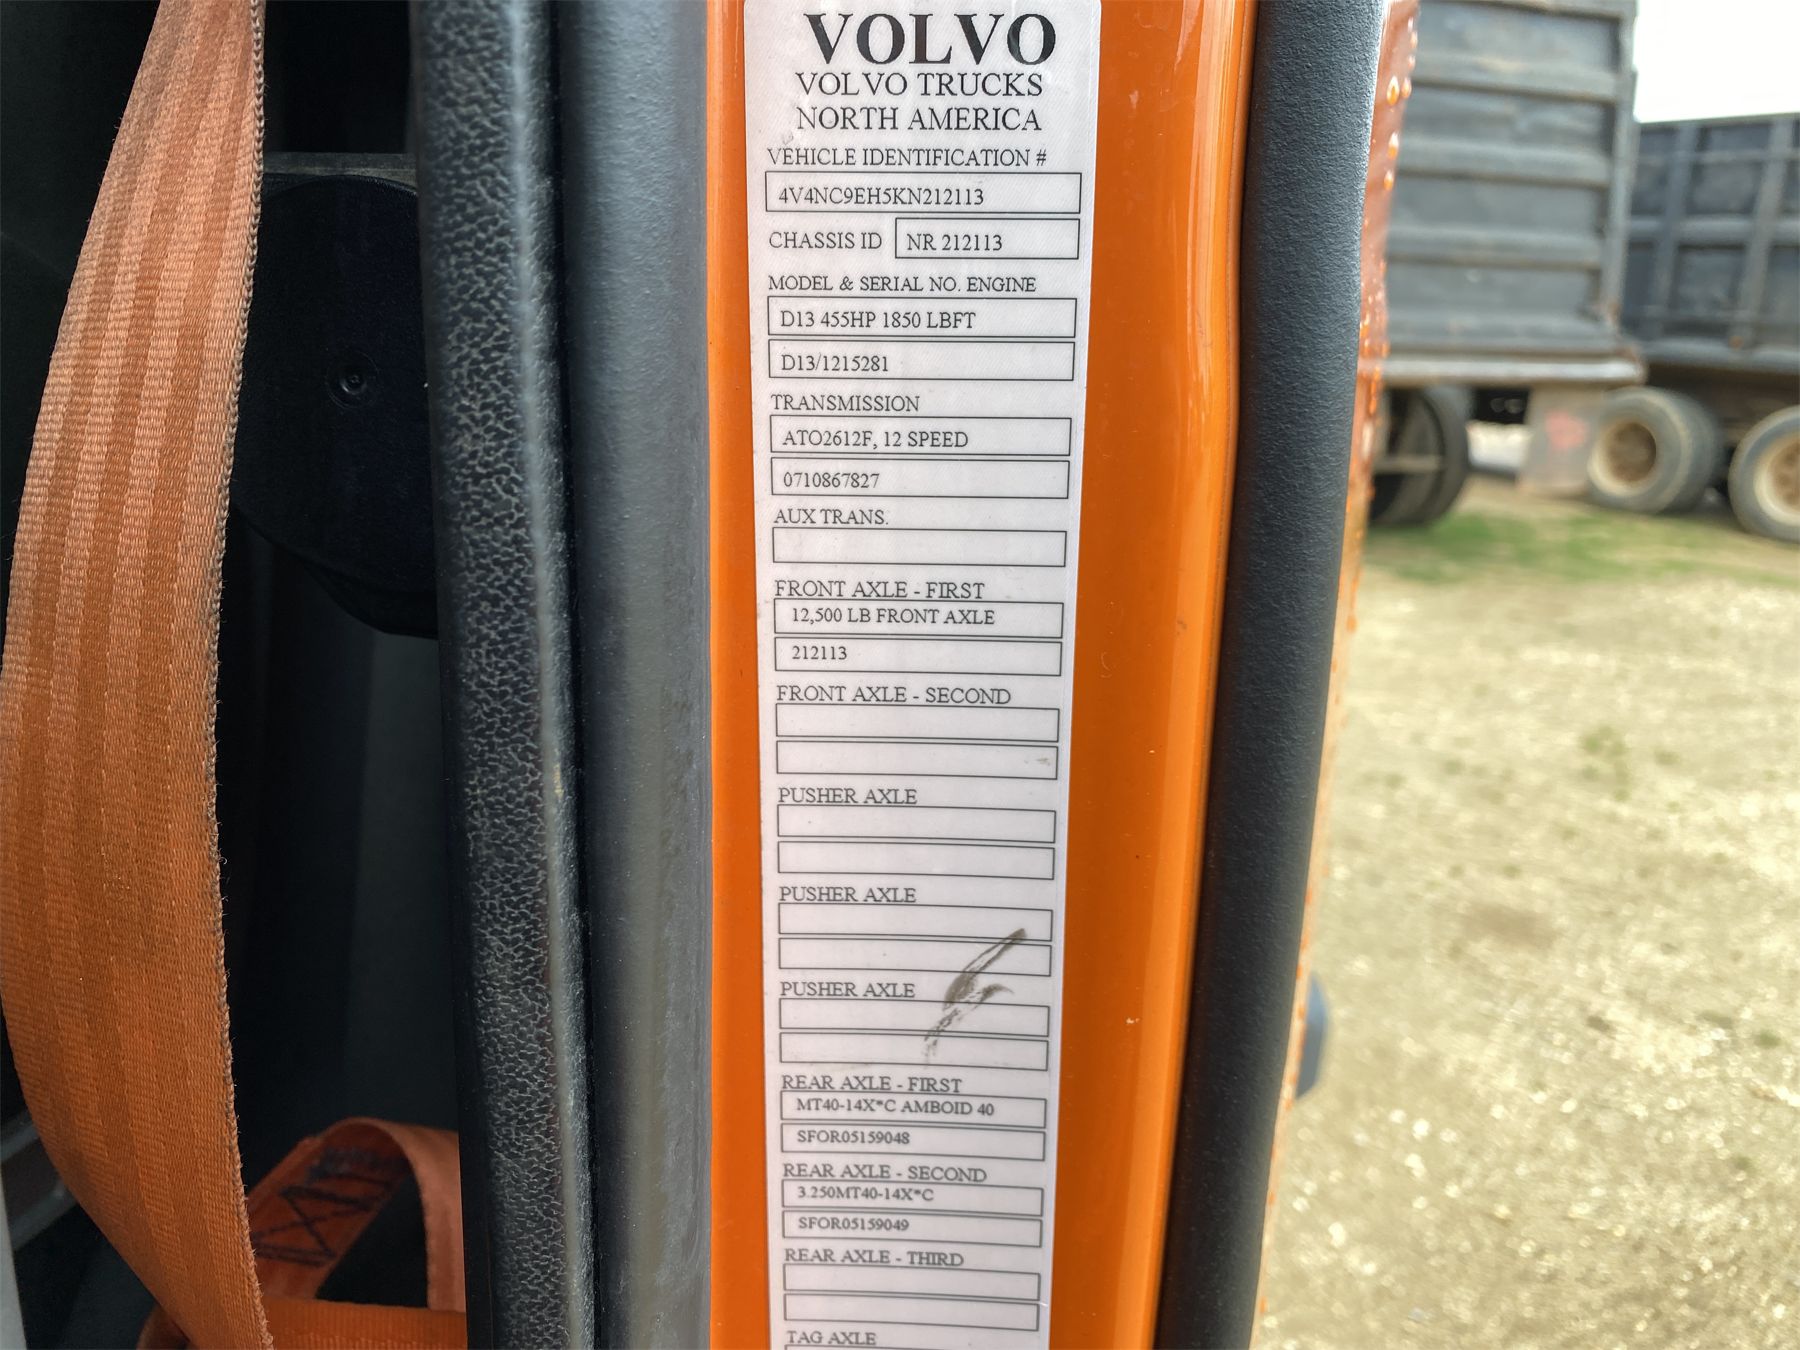 VOLVO
VOLVO TRUCKS
NORTH AMERICA
VEHICLE IDENTIFICATION #
4V4NC9EH5KN212113
CHASSIS ID NR 212113
MODEL & SERIAL NO. ENGINE
D13 455HP 1850 LBFT
D13/1215281
TRANSMISSION
ATO2612F, 12 SPEED
0710867827
AUX TRANS.
FRONT AXLE - FIRST
12,500 LB FRONT AXLE
212113
FRONT AXLE - SECOND
PUSHER AXLE
PUSHER AXLE
PUSHER AXLE
REAR AXLE - FIRST
MT40-14X*C AMBOID 40
SFOR05159048
REAR AXLE - SECOND
3.250MT40-14X*C
SFOR05159049
REAR AXLE - THIRD
TAG AXLE